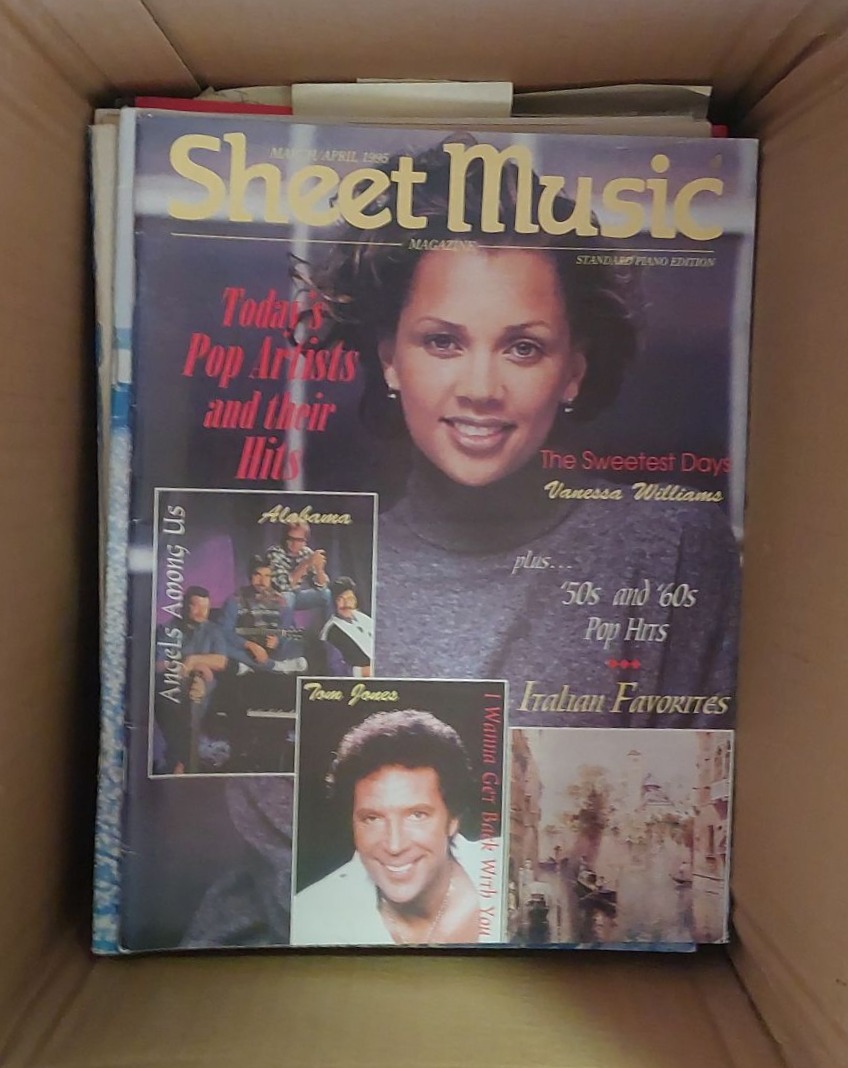 MARCH/APRIL 1995
Sheet Music
MAGAZINE
STANDARD PIANO EDITION
Today's
Pop Artists
and their
Hits
The Sweetest Days
Vanessa Williams
Alabama
Angels Among Us
plus...
'50s and '60s
Pop Hits
Italian Favorites
Tom Jones
I Wanna Get Back With You